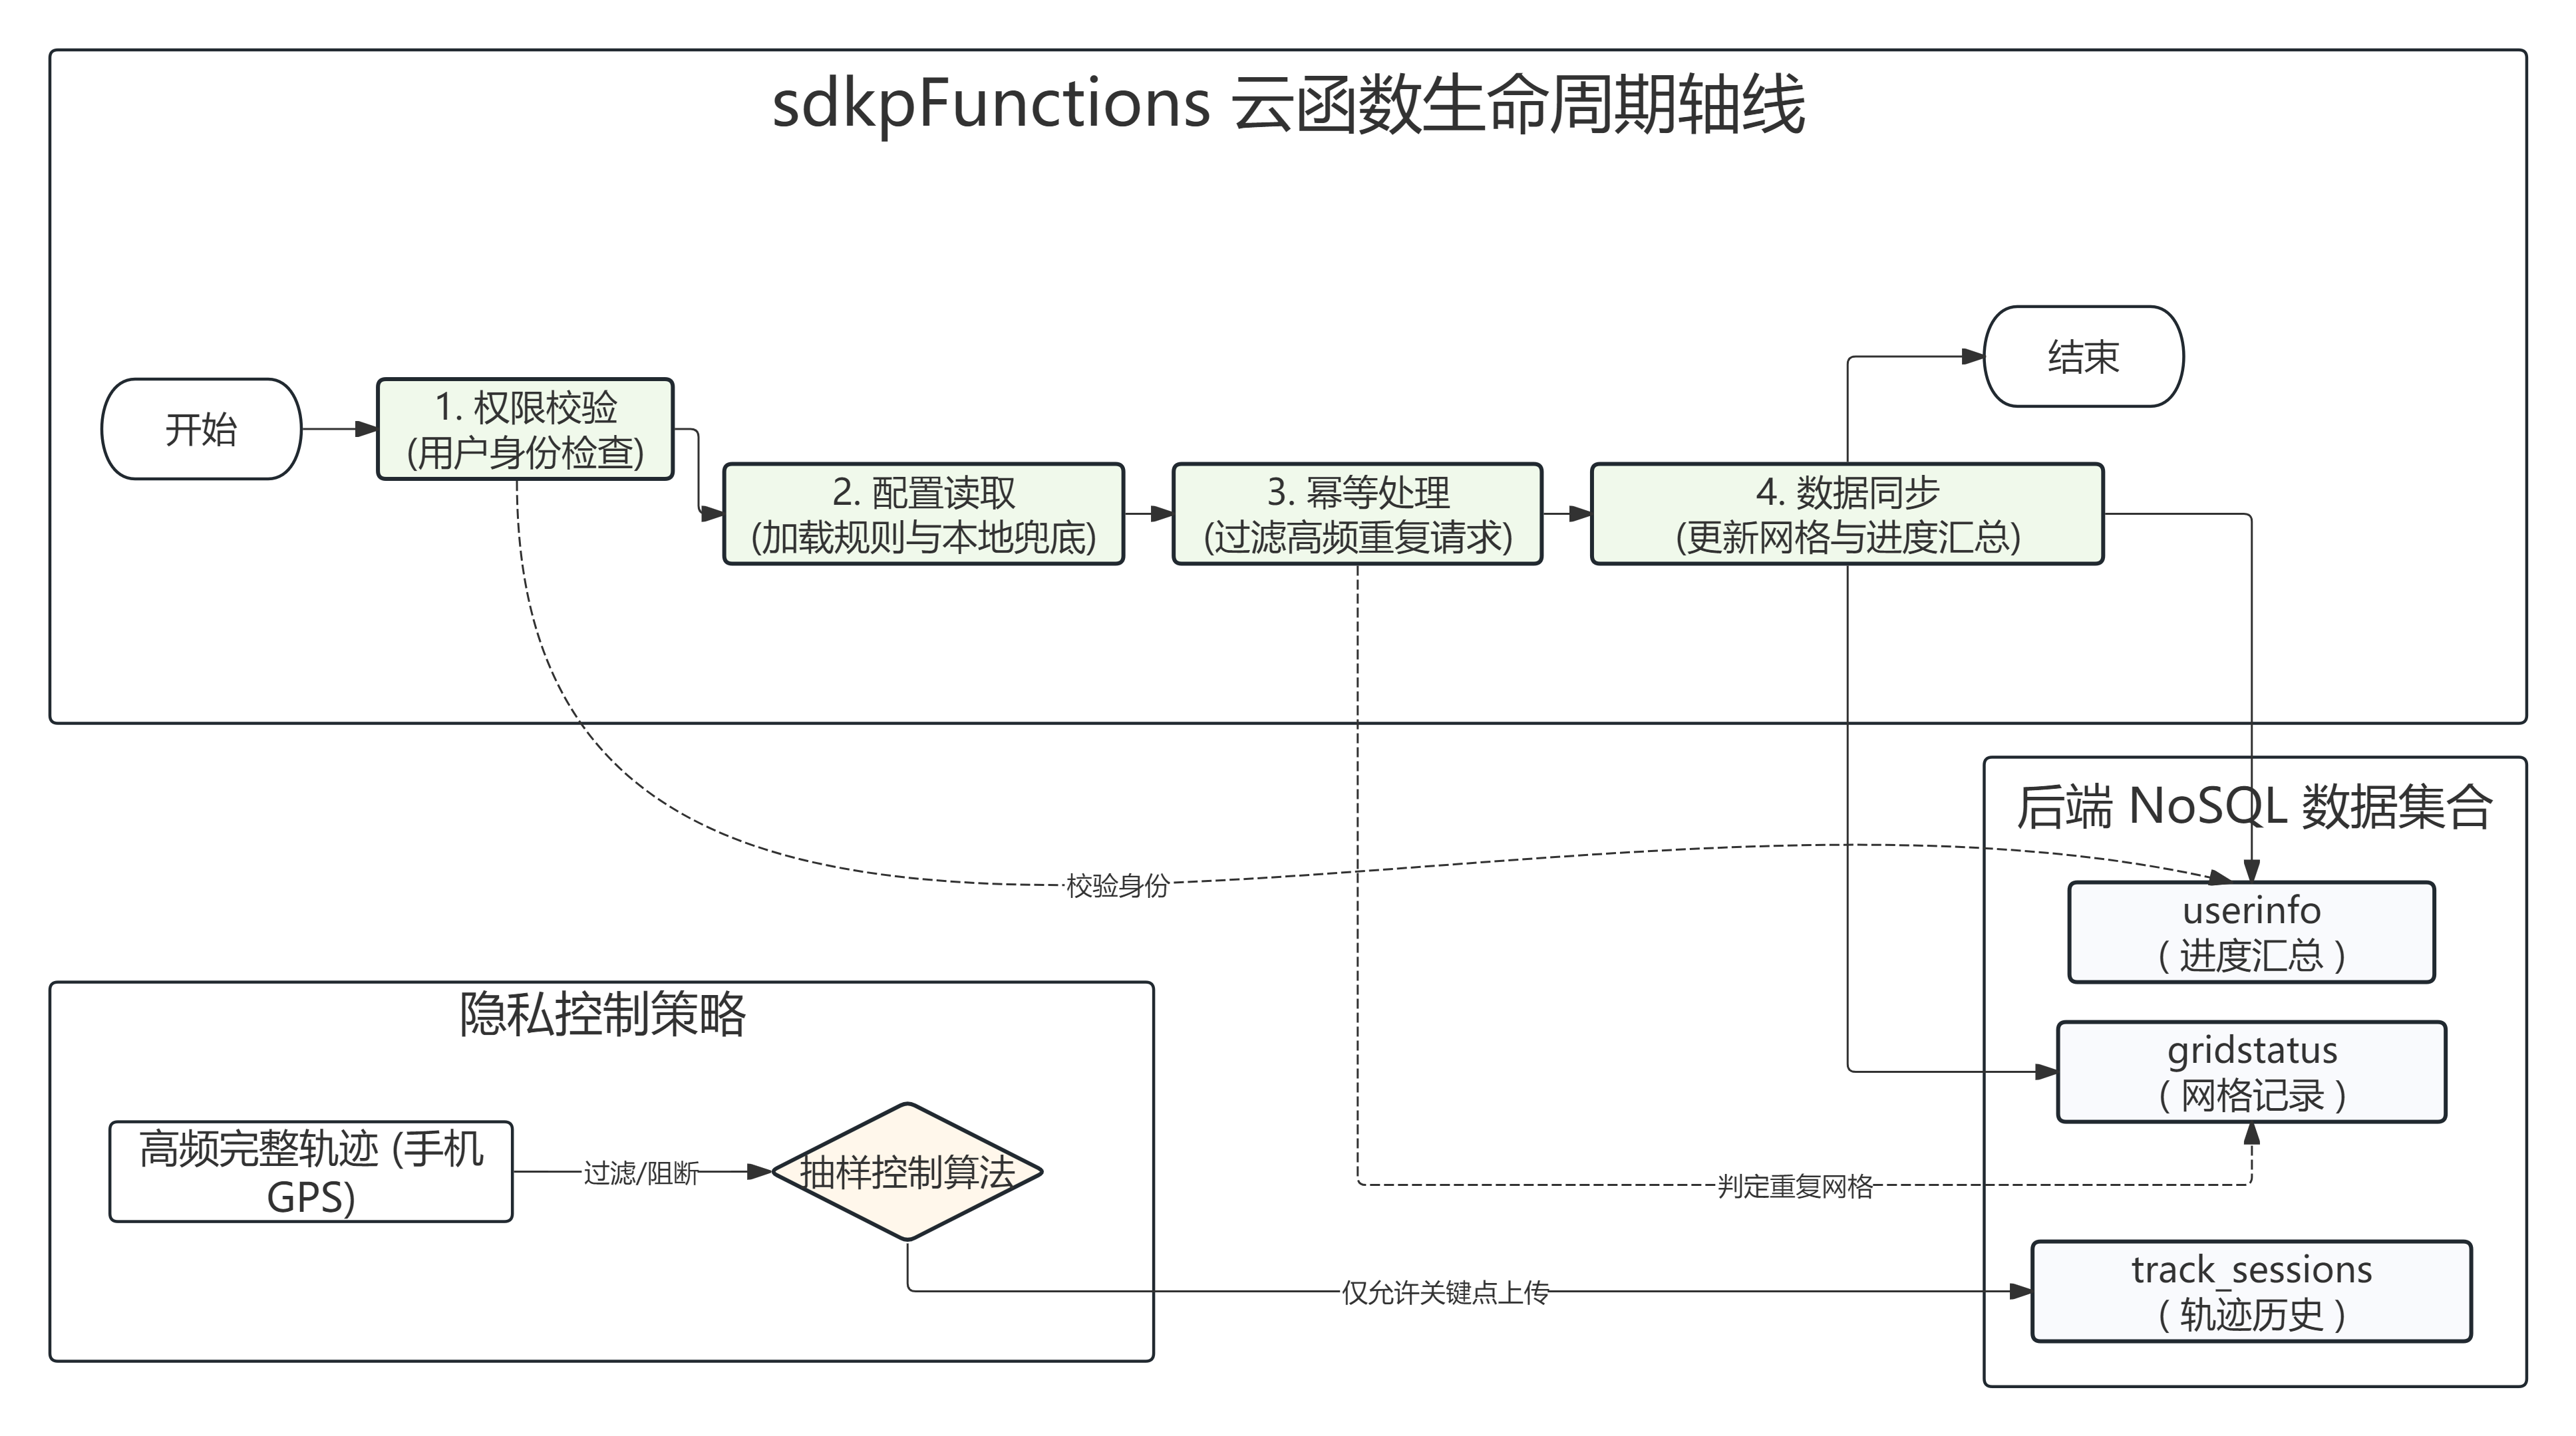 sdkpFunctions 云函数生命周期轴线
结束
开始
1. 权限校验
(用户身份检查)
2. 配置读取
(加载规则与本地兜底)
3. 幂等处理
(过滤高频重复请求)
4. 数据同步
(更新网格与进度汇总)
后端 NoSQL 数据集合
校验身份
userinfo
( 进度汇总 )
gridstatus
( 网格记录 )
隐私控制策略
高频完整轨迹 (手机
GPS)
过滤/阻断
抽样控制算法
判定重复网格
仅允许关键点上传
track_sessions
( 轨迹历史 )